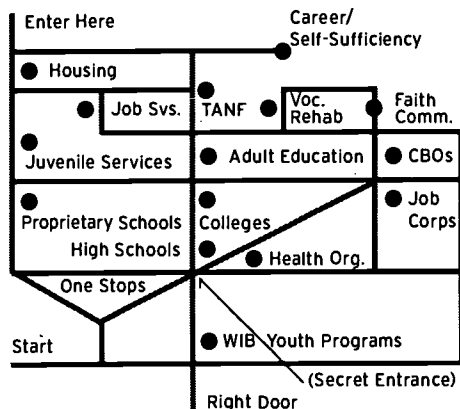 Enter Here
Career/
Self-Sufficiency
Housing
Job Svs.
TANF
Voc.
Rehab
Faith
Comm.
Juvenile Services
Adult Education
CBOs
Proprietary Schools
Colleges
Job
Corps
High Schools
Health Org.
One Stops
Start
WIB Youth Programs
(Secret Entrance)
Right Door